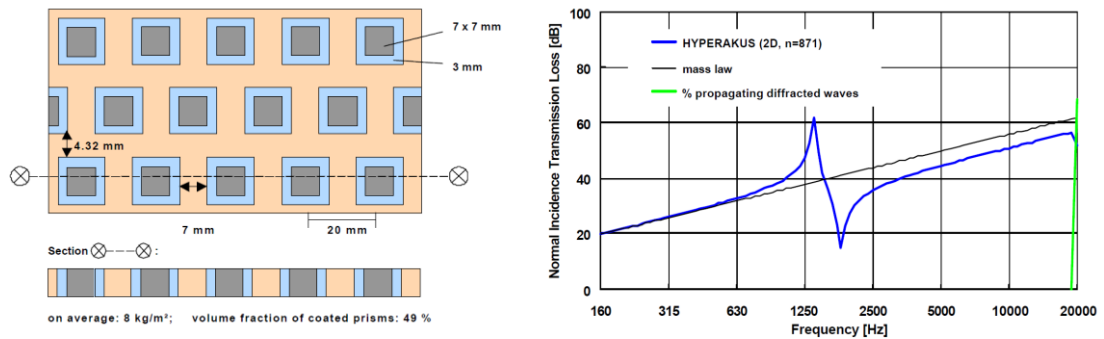 7 x 7 mm
3 mm
4.32 mm
7 mm
20 mm
Section ⊗---⊗ :
on average: 8 kg/m²; volume fraction of coated prisms: 49 %
Normal Incidence Transmission Loss [dB]
100
80
60
40
20
0
HYPERAKUS (2D, n=871)
mass law
% propagating diffracted waves
160
315
630
1250
2500
5000
10000
20000
Frequency [Hz]